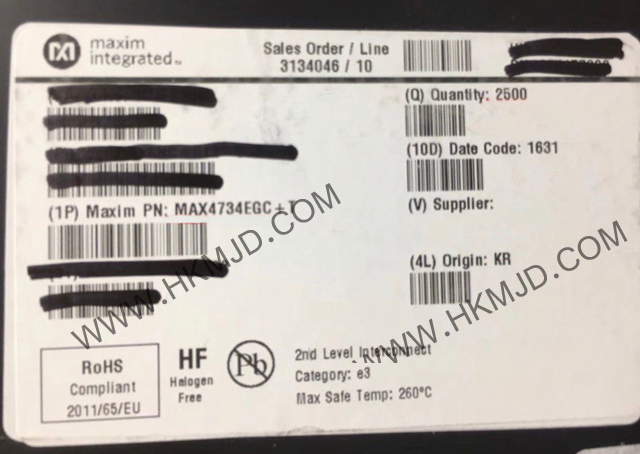 maxim
integrated™
Sales Order / Line
3134046 / 10
(Q) Quantity: 2500
(10D) Date Code: 1631
(1P) Maxim PN: MAX4734EGC+T
(V) Supplier:
(4L) Origin: KR
RoHS
Compliant
2011/65/EU
HF
Halogen
Free
Pb
2nd Level Interconnect
Category: e3
Max Safe Temp: 260°C
WWW.HKMJD.COM
WWW.HKMJD.COM